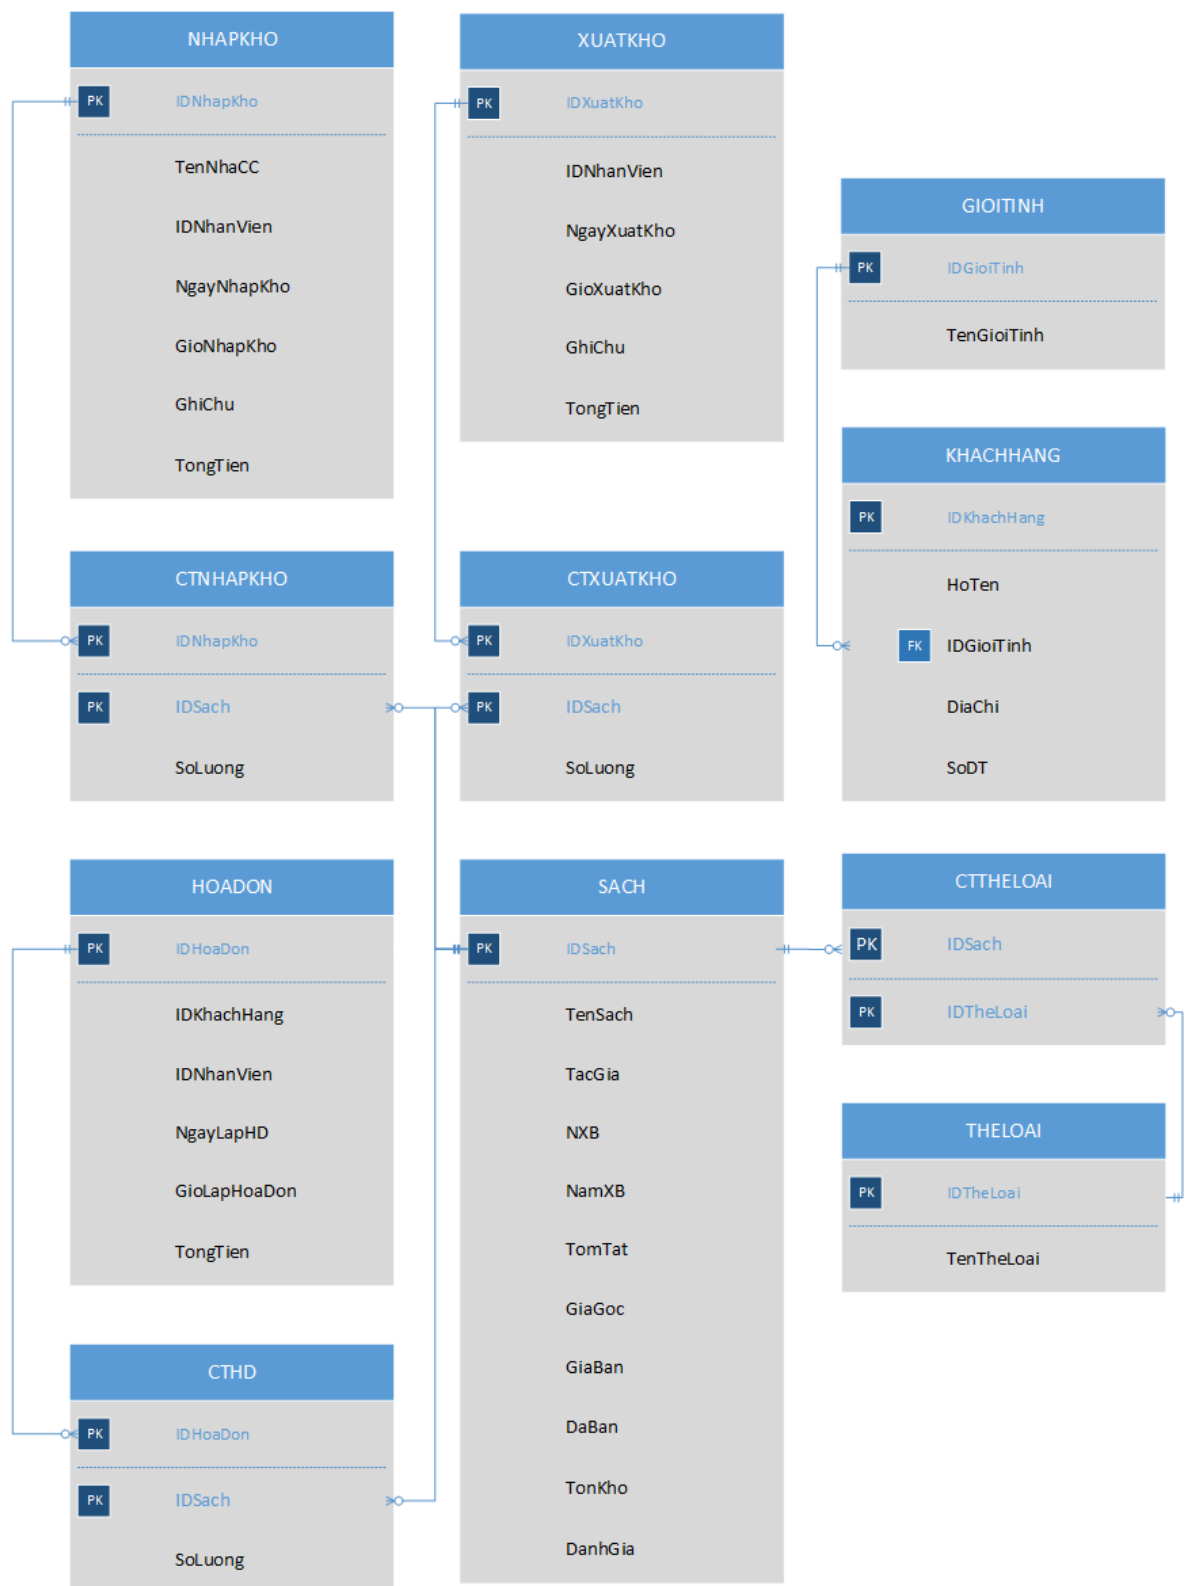 NHAPKHO
PK IDNhapKho
TenNhaCC
IDNhanVien
NgayNhapKho
GioNhapKho
GhiChu
TongTien
XUATKHO
PK IDXuatKho
IDNhanVien
NgayXuatKho
GioXuatKho
GhiChu
TongTien
GIOITINH
PK IDGioiTinh
TenGioiTinh
KHACHHANG
PK IDKhachHang
HoTen
FK IDGioiTinh
DiaChi
SoDT
CTNHAPKHO
PK IDNhapKho
PK IDSach
SoLuong
CTXUATKHO
PK IDXuatKho
PK IDSach
SoLuong
HOADON
PK IDHoaDon
IDKhachHang
IDNhanVien
NgayLapHD
GioLapHoaDon
TongTien
SACH
PK IDSach
TenSach
TacGia
NXB
NamXB
TomTat
GiaGoc
GiaBan
DaBan
TonKho
DanhGia
CTTHELOAI
PK IDSach
PK IDTheLoai
THELOAI
PK IDTheLoai
TenTheLoai
CTHD
PK IDHoaDon
PK IDSach
SoLuong